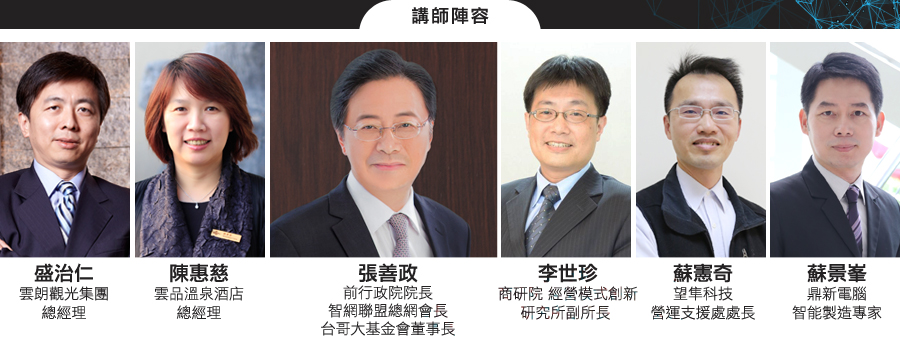 講師陣容
盛治仁
雲朗觀光集團
總經理
陳惠慈
雲品溫泉酒店
總經理
張善政
前行政院院長
智網聯盟總網會長
台哥大基金會董事長
李世珍
商研院 經營模式創新
研究所副所長
蘇憲奇
望隼科技
營運支援處處長
蘇景峯
鼎新電腦
智能製造專家